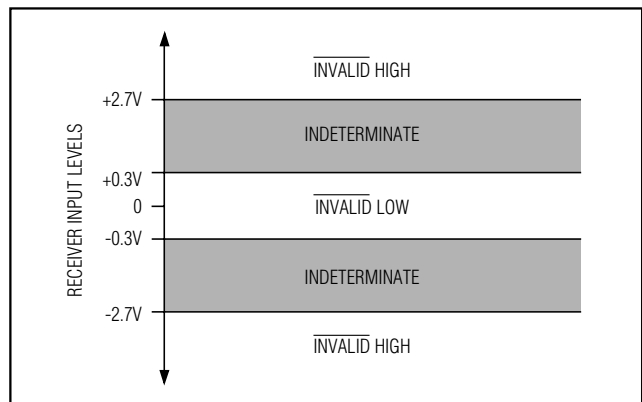 INVALID HIGH
+2.7V
INDETERMINATE
+0.3V
0
INVALID LOW
-0.3V
INDETERMINATE
-2.7V
INVALID HIGH
RECEIVER INPUT LEVELS